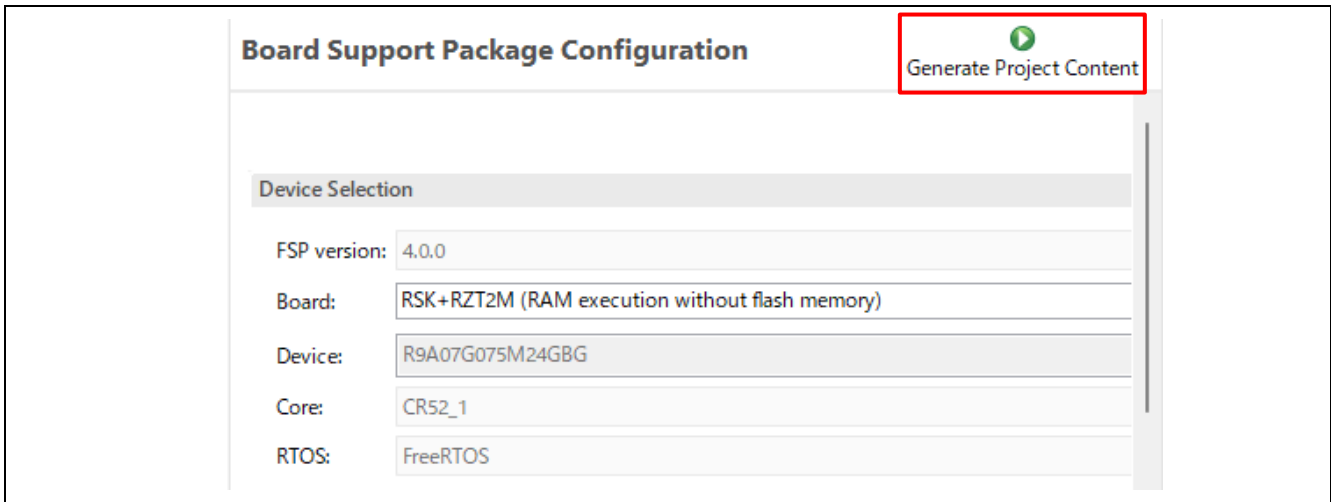 Board Support Package Configuration
Generate Project Content
Device Selection
FSP version: 4.0.0
Board: RSK+RZT2M (RAM execution without flash memory)
Device: R9A07G075M24GBG
Core: CR52_1
RTOS: FreeRTOS